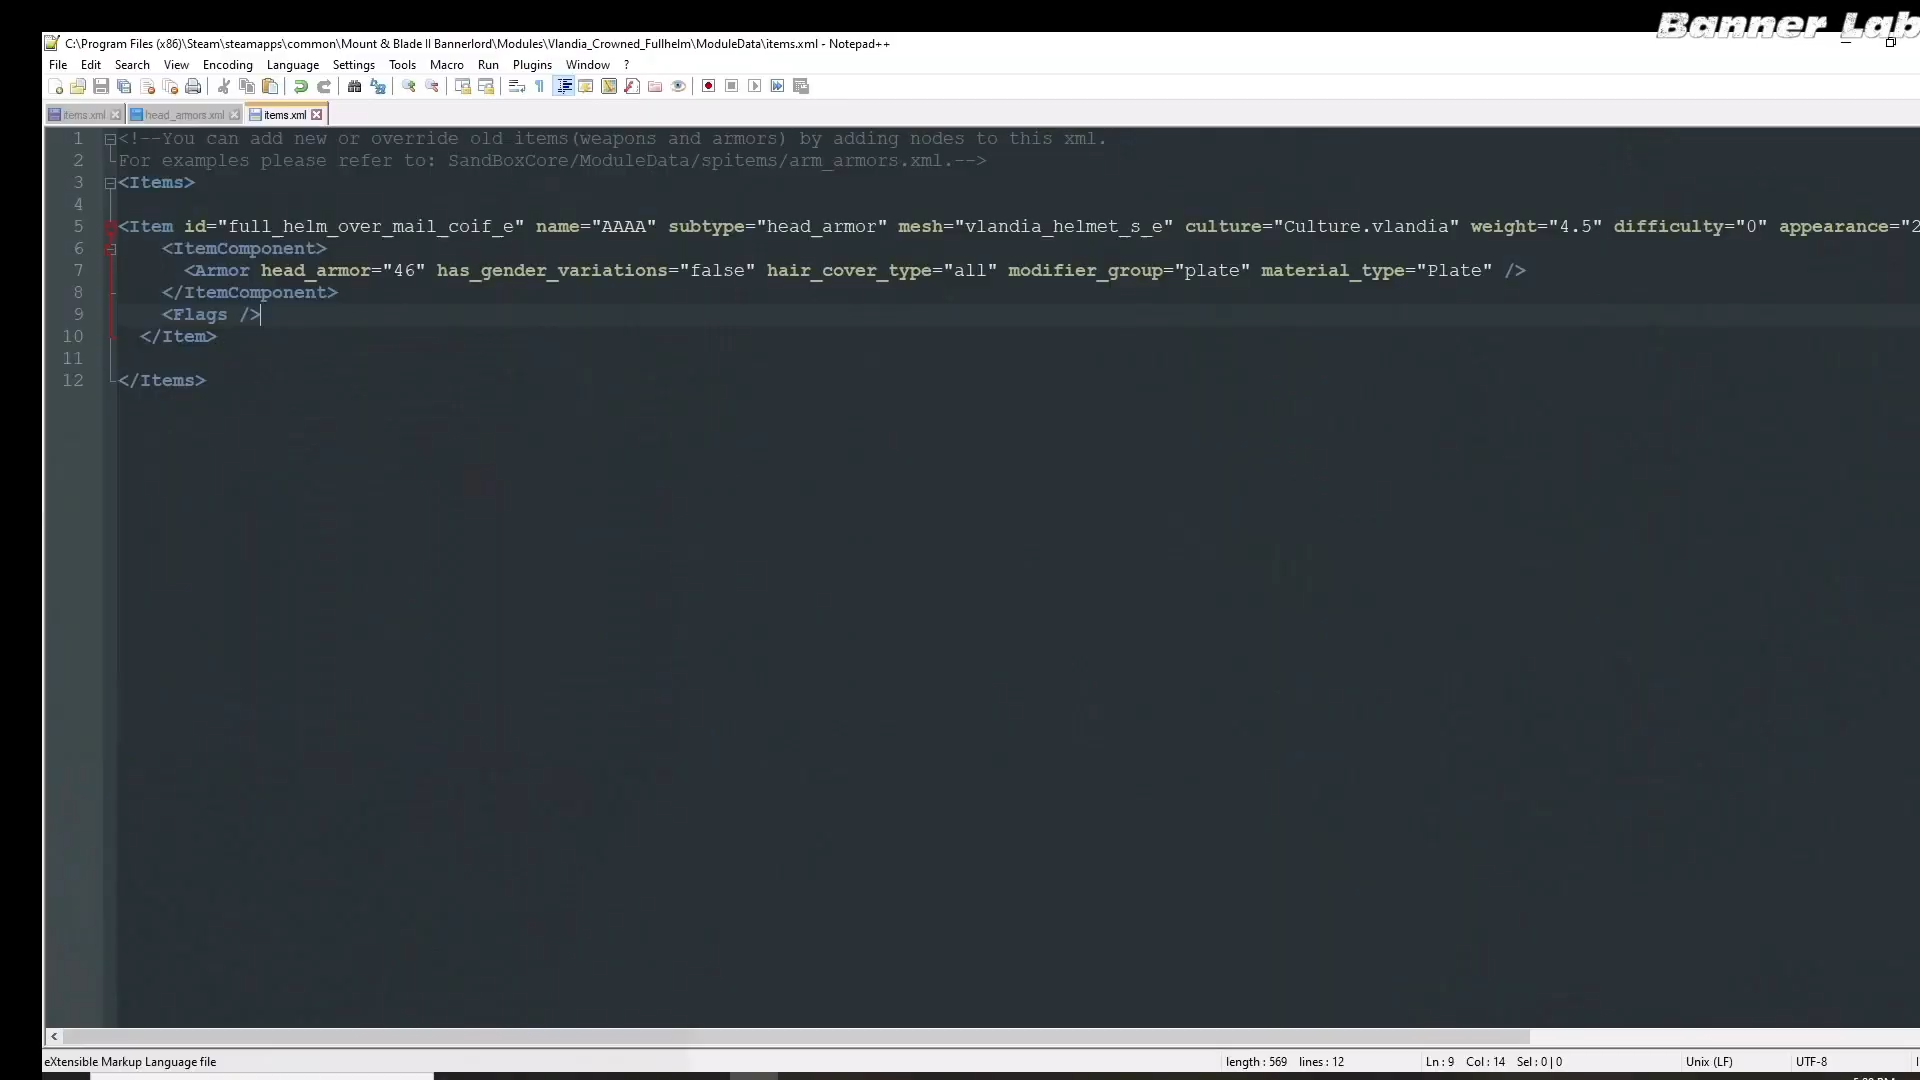 Banner Lab
C:\Program Files (x86)\Steam\steamapps\common\Mount & Blade II Bannerlord\Modules\Vlandia_Crowned_Fullhelm\ModuleData\items.xml - Notepad++
File Edit Search View Encoding Language Settings Tools Macro Run Plugins Window ?
items.xml head_armors.xml items.xml
1 <!--You can add new or override old items(weapons and armors) by adding nodes to this xml.
2 For examples please refer to: SandBoxCore/ModuleData/spitems/arm_armors.xml.-->
3 <Items>
4
5 <Item id="full_helm_over_mail_coif_e" name="AAAA" subtype="head_armor" mesh="vlandia_helmet_s_e" culture="Culture.vlandia" weight="4.5" difficulty="0" appearance="2
6 <ItemComponent>
7 <Armor head_armor="46" has_gender_variations="false" hair_cover_type="all" modifier_group="plate" material_type="Plate" />
8 </ItemComponent>
9 <Flags />
10 </Item>
11
12 </Items>
eXtensible Markup Language file length : 569 lines : 12 Ln : 9 Col : 14 Sel : 0 | 0 Unix (LF) UTF-8